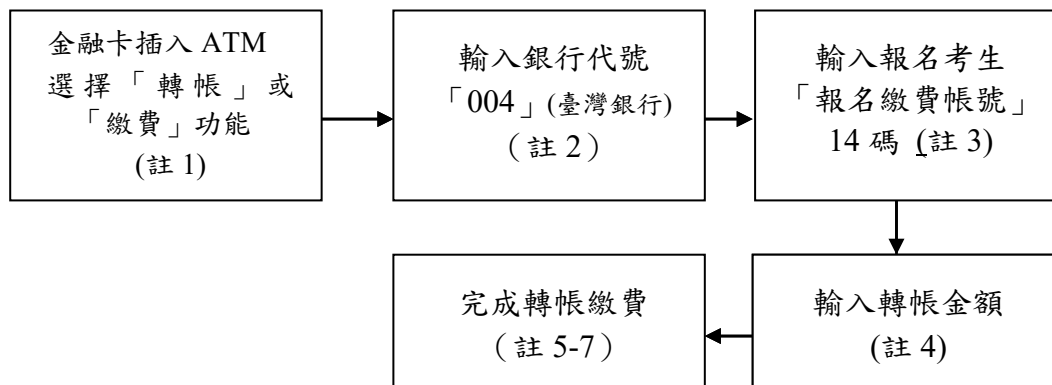 金融卡插入 ATM
選擇「轉帳」或
「繳費」功能
(註 1)
輸入銀行代號
「004」(臺灣銀行)
（註 2）
輸入報名考生
「報名繳費帳號」
14 碼 (註 3)
輸入轉帳金額
(註 4)
完成轉帳繳費
（註 5-7）